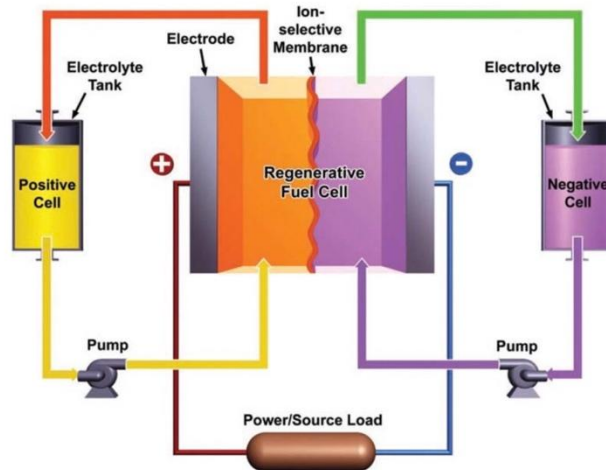 Ion-
selective
Membrane
Electrode
Electrolyte
Tank
Electrolyte
Tank
+
-
Positive
Cell
Regenerative
Fuel Cell
Negative
Cell
Pump
Pump
Power/Source Load